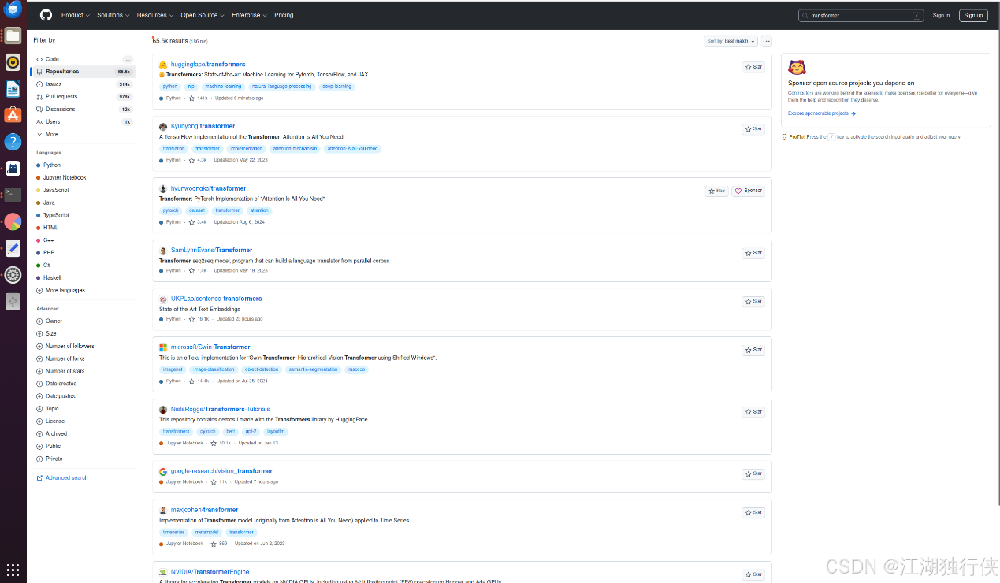 Product Solutions Resources Open Source Enterprise Pricing
transformer /
Sign in Sign up
Filter by
Code ...
Repositories 65.5k
Issues 314k
Pull requests 978k
Discussions 12k
Users 1k
More
Languages
Python
Jupyter Notebook
JavaScript
Java
TypeScript
HTML
C++
PHP
C#
Haskell
More languages...
Advanced
Owner
Size
Number of followers
Number of forks
Number of stars
Date created
Date pushed
Topic
License
Archived
Public
Private
Advanced search
65.5k results (186 ms)
Sort by: Best match ...
huggingface/transformers
Star
🤗 Transformers: State-of-the-art Machine Learning for Pytorch, TensorFlow, and JAX.
python nlp machine-learning natural-language-processing deep-learning
Python · 141k · Updated 6 minutes ago
Kyubyong/transformer
Star
A TensorFlow Implementation of the Transformer: Attention Is All You Need
translation transformer implementation attention-mechanism attention-is-all-you-need
Python · 4.3k · Updated on May 22, 2023
hyunwoongko/transformer
Star Sponsor
Transformer: PyTorch Implementation of "Attention Is All You Need"
pytorch dataset transformer attention
Python · 3.4k · Updated on Aug 6, 2024
SamLynnEvans/Transformer
Star
Transformer seq2seq model, program that can build a language translator from parallel corpus
Python · 1.4k · Updated on May 19, 2023
UKPLab/sentence-transformers
Star
State-of-the-Art Text Embeddings
Python · 16.1k · Updated 23 hours ago
microsoft/Swin-Transformer
Star
This is an official implementation for "Swin Transformer: Hierarchical Vision Transformer using Shifted Windows".
imagenet image-classification object-detection semantic-segmentation mscoco
Python · 14.4k · Updated on Jul 25, 2024
NielsRogge/Transformers-Tutorials
Star
This repository contains demos I made with the Transformers library by HuggingFace.
transformers pytorch bert gpt-2 layoutlm
Jupyter Notebook · 10.1k · Updated on Jan 13
google-research/vision_transformer
Star
Jupyter Notebook · 11k · Updated 7 hours ago
maxjcohen/transformer
Star
Implementation of Transformer model (originally from Attention is All You Need) applied to Time Series.
timeseries metamodel transformer
Jupyter Notebook · 869 · Updated on Jun 2, 2023
NVIDIA/TransformerEngine
Star
A library for accelerating Transformer models on NVIDIA GPUs, including using 8-bit floating point (FP8) precision on Hopper and Ada GPUs
Sponsor open source projects you depend on
Contributors are working behind the scenes to make open source better for everyone—give
them the help and recognition they deserve.
Explore sponsorable projects →
ProTip! Press the / key to activate the search input again and adjust your query.
CSDN @江湖独行侠